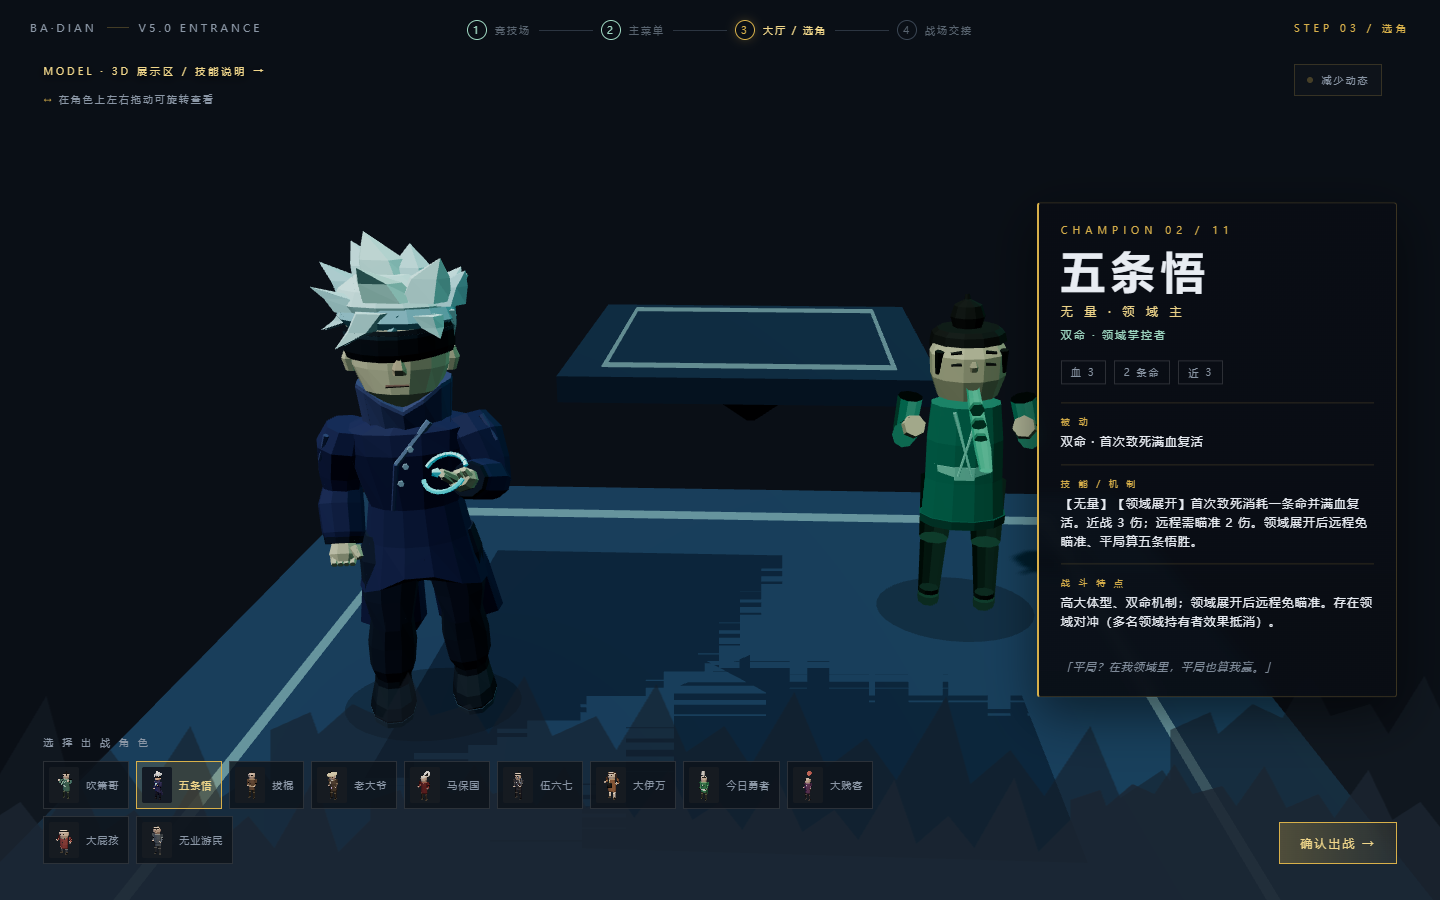 BA·DIAN — V5.0 ENTRANCE
1 竞技场
2 主菜单
3 大厅 / 选角
4 战场交接
STEP 03 / 选角
MODEL · 3D 展示区 / 技能说明 →
↔ 在角色上左右拖动可旋转查看
减少动态
CHAMPION 02 / 11
五条悟
无量·领域主
双命 · 领域掌控者
血 3
2 条命
近 3
被动
双命 · 首次致死满血复活
技能/机制
【无量】【领域展开】首次致死消耗一条命并满血复
活。近战 3 伤；远程需瞄准 2 伤。领域展开后远程免
瞄准、平局算五条悟胜。
战斗特点
高大体型、双命机制；领域展开后远程免瞄准。存在领
域对冲（多名领域持有者效果抵消）。
「平局？在我领域里，平局也算我赢。」
选择出战角色
吹箫哥
五条悟
拔棍
老大爷
马保国
伍六七
大伊万
今日勇者
大贱客
大屁孩
无业游民
确认出战 →